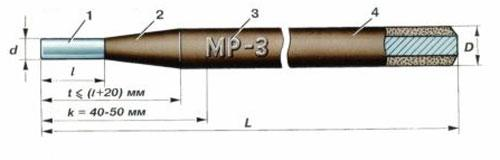 1 2 3 4
d МР-3 D
l
t ⩽ (l+20) мм
k = 40-50 мм
L